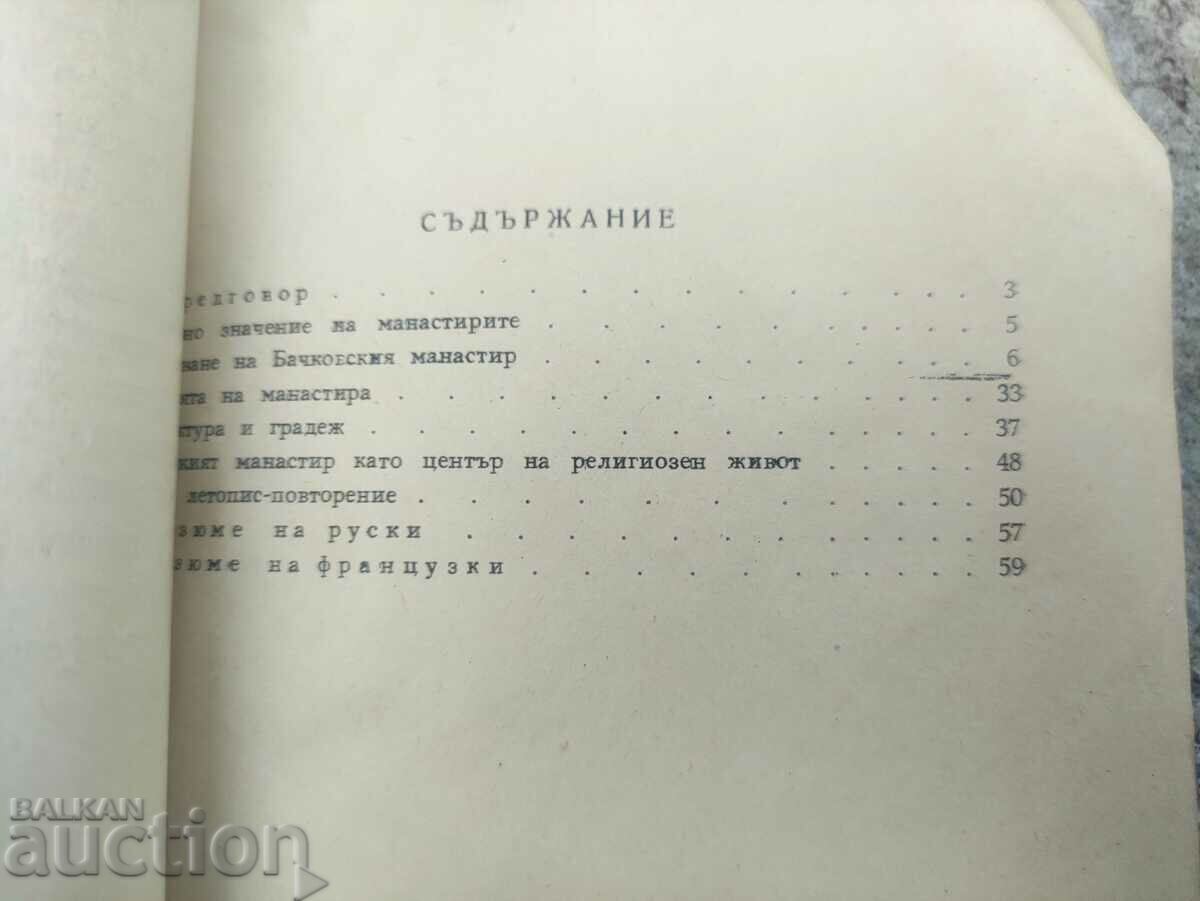 СЪДЪРЖАНИЕ
редговор . . . . . . . . . . . . . . . 3
но значение на манастирите . . . . . . . . . 5
ване на Бачковския манастир . . . . . . . . . 6
ята на манастира . . . . . . . . . . . . . 33
ктура и градеж . . . . . . . . . . . . . 37
кият манастир като център на религиозен живот . . . . 48
летопис-повторение . . . . . . . . . . . . 50
зюме на руски . . . . . . . . . . . 57
зюме на французки . . . . . . . . . 59
BALKAN
auction